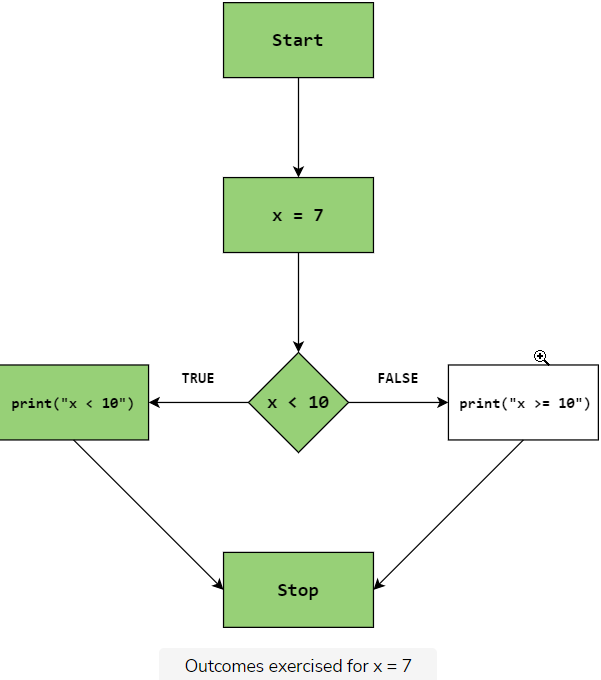 Start
x = 7
TRUE
FALSE
print("x < 10")
x < 10
print("x >= 10")
Stop
Outcomes exercised for x = 7